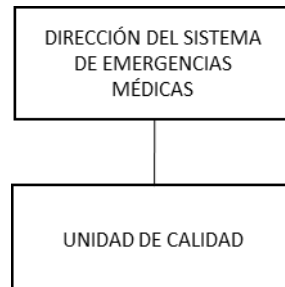 DIRECCIÓN DEL SISTEMA
DE EMERGENCIAS
MÉDICAS
UNIDAD DE CALIDAD